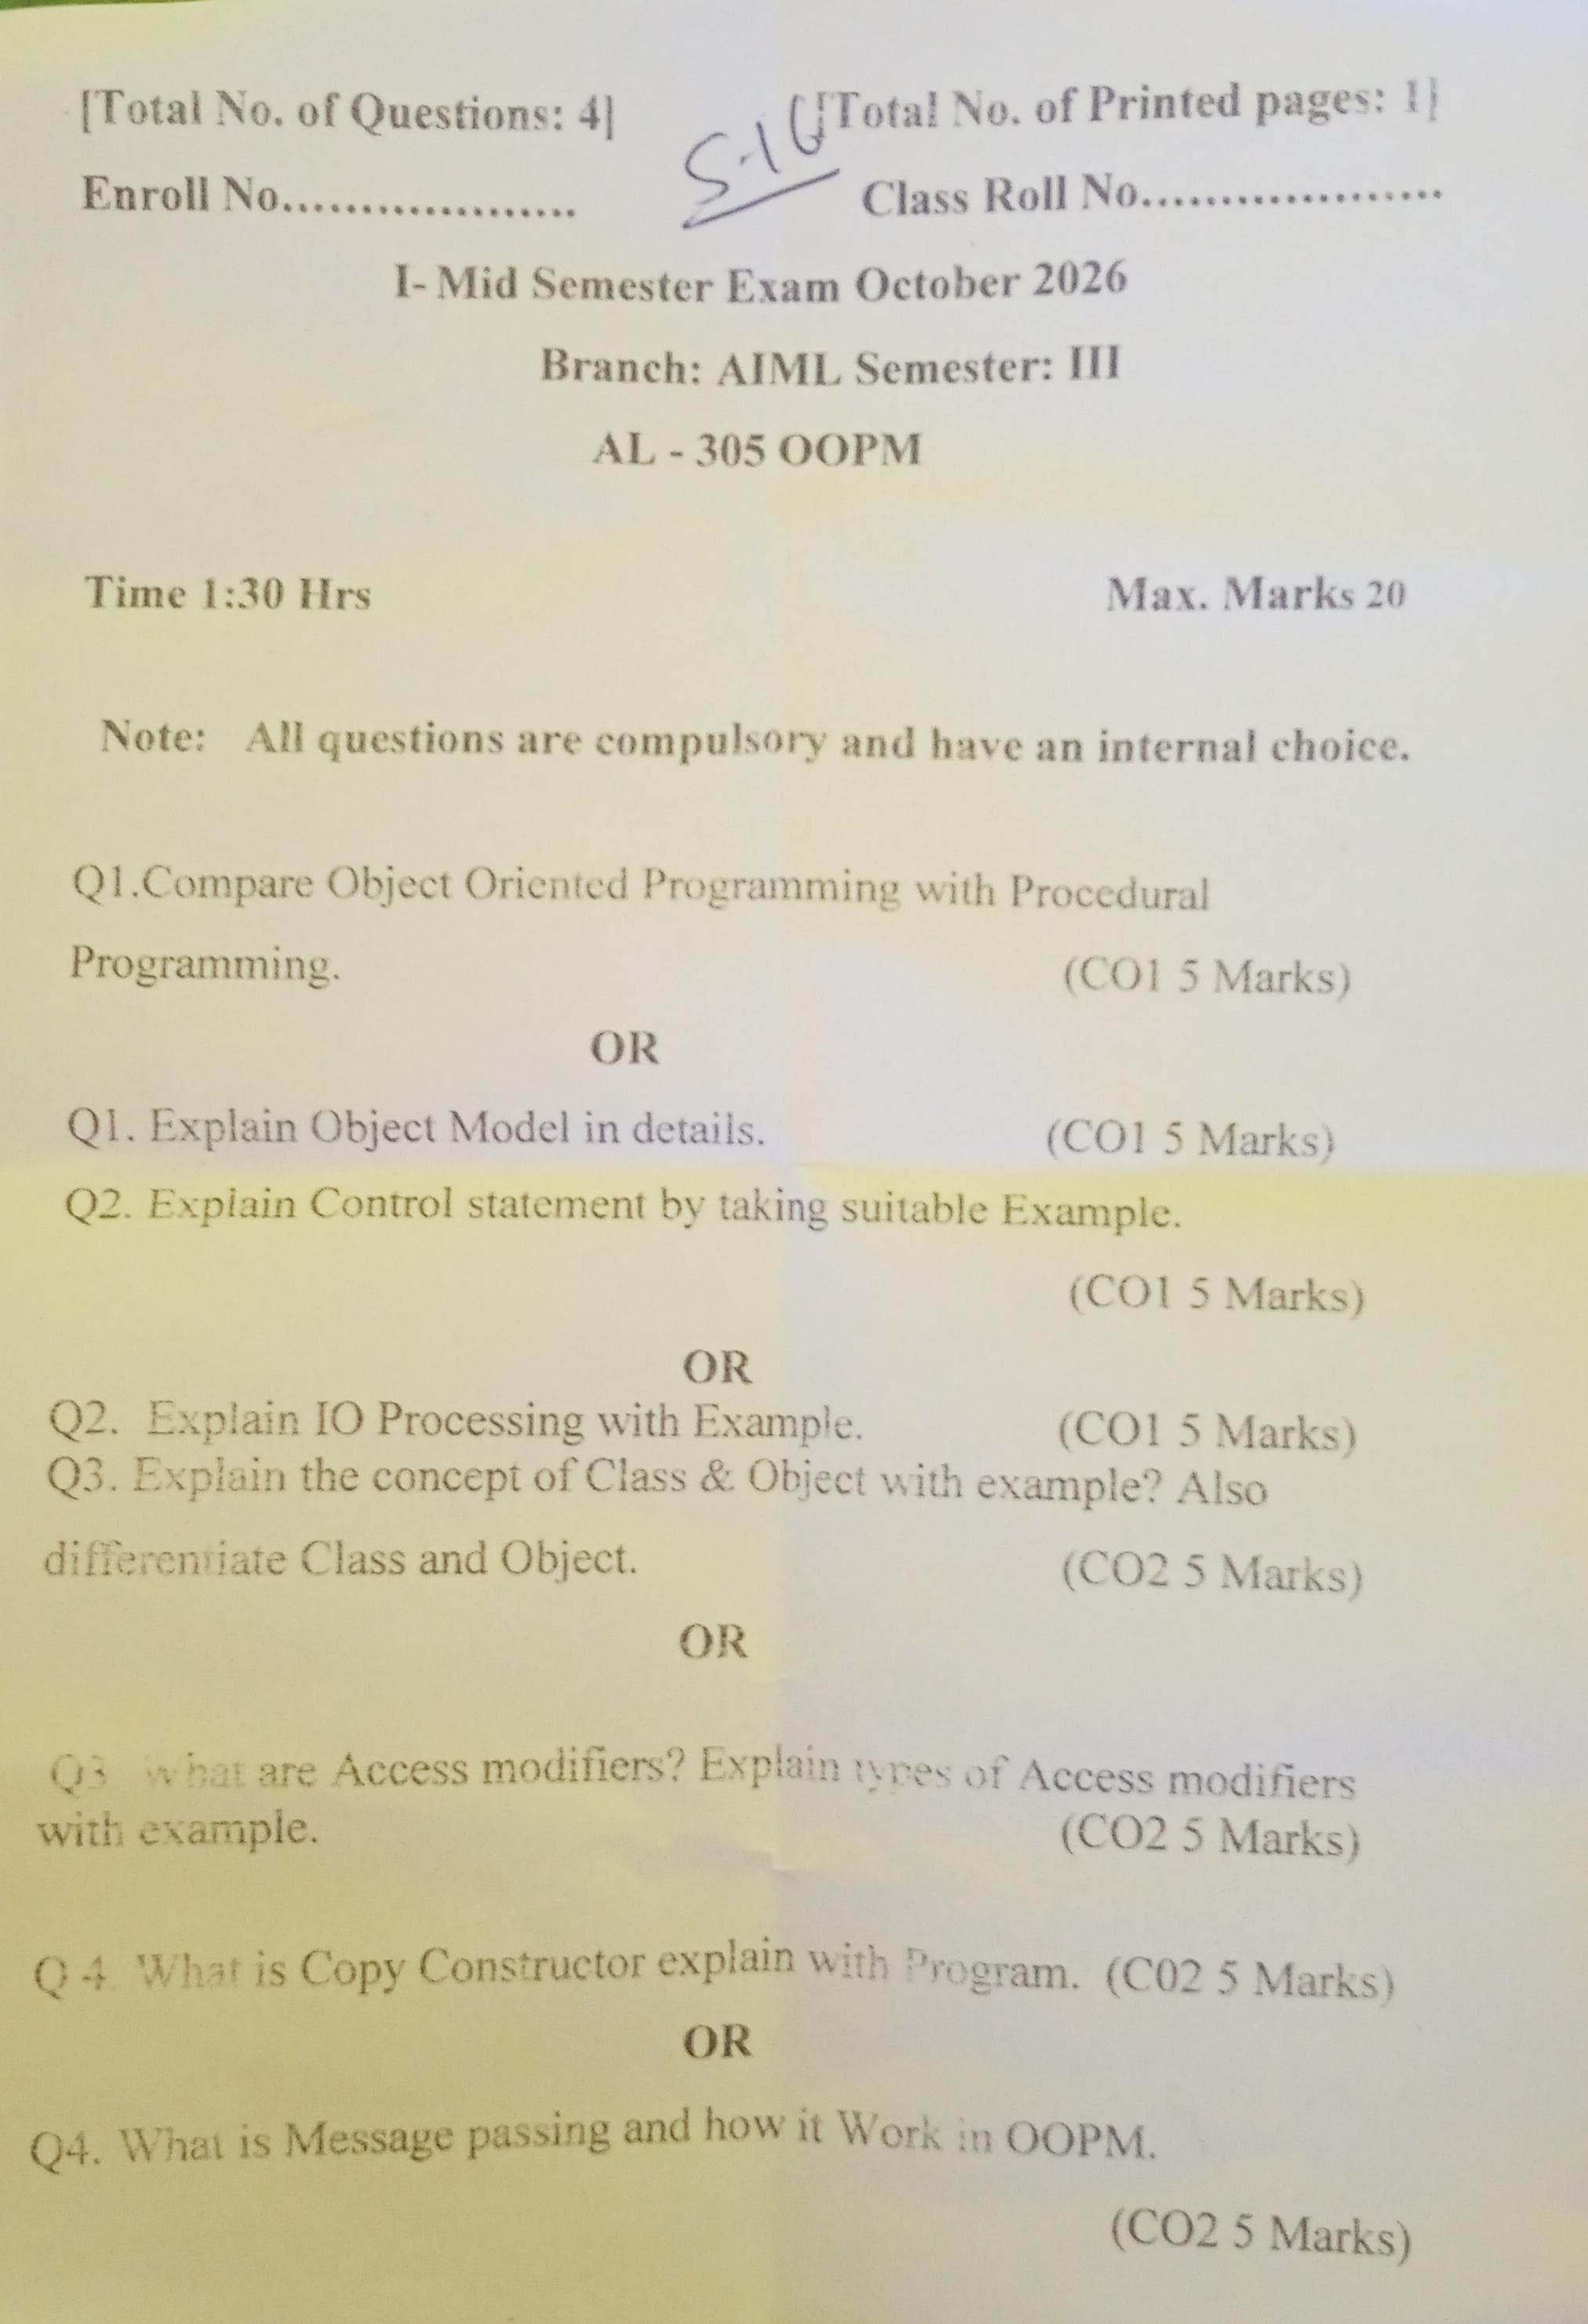 [Total No. of Questions: 4] [Total No. of Printed pages: 1]
S-16
Enroll No................... Class Roll No...................
I- Mid Semester Exam October 2026
Branch: AIML Semester: III
AL - 305 OOPM
Time 1:30 Hrs Max. Marks 20
Note: All questions are compulsory and have an internal choice.
Q1.Compare Object Oriented Programming with Procedural
Programming. (CO1 5 Marks)
OR
Q1. Explain Object Model in details. (CO1 5 Marks)
Q2. Explain Control statement by taking suitable Example.
(CO1 5 Marks)
OR
Q2. Explain IO Processing with Example. (CO1 5 Marks)
Q3. Explain the concept of Class & Object with example? Also
differentiate Class and Object. (CO2 5 Marks)
OR
Q3 What are Access modifiers? Explain types of Access modifiers
with example. (CO2 5 Marks)
Q 4. What is Copy Constructor explain with Program. (C02 5 Marks)
OR
Q4. What is Message passing and how it Work in OOPM.
(CO2 5 Marks)